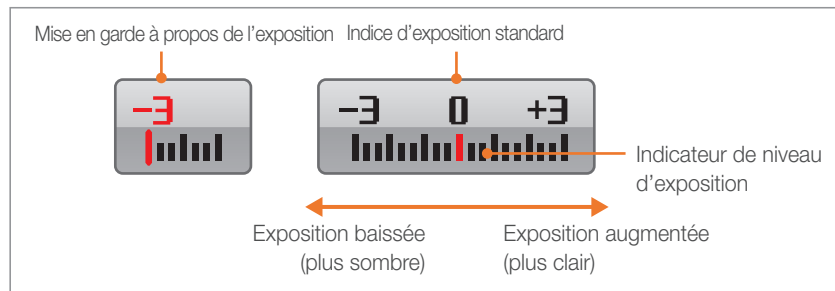 Mise en garde à propos de l'exposition
Indice d'exposition standard
−3
−3 0 +3
Indicateur de niveau
d'exposition
Exposition baissée
(plus sombre)
Exposition augmentée
(plus clair)